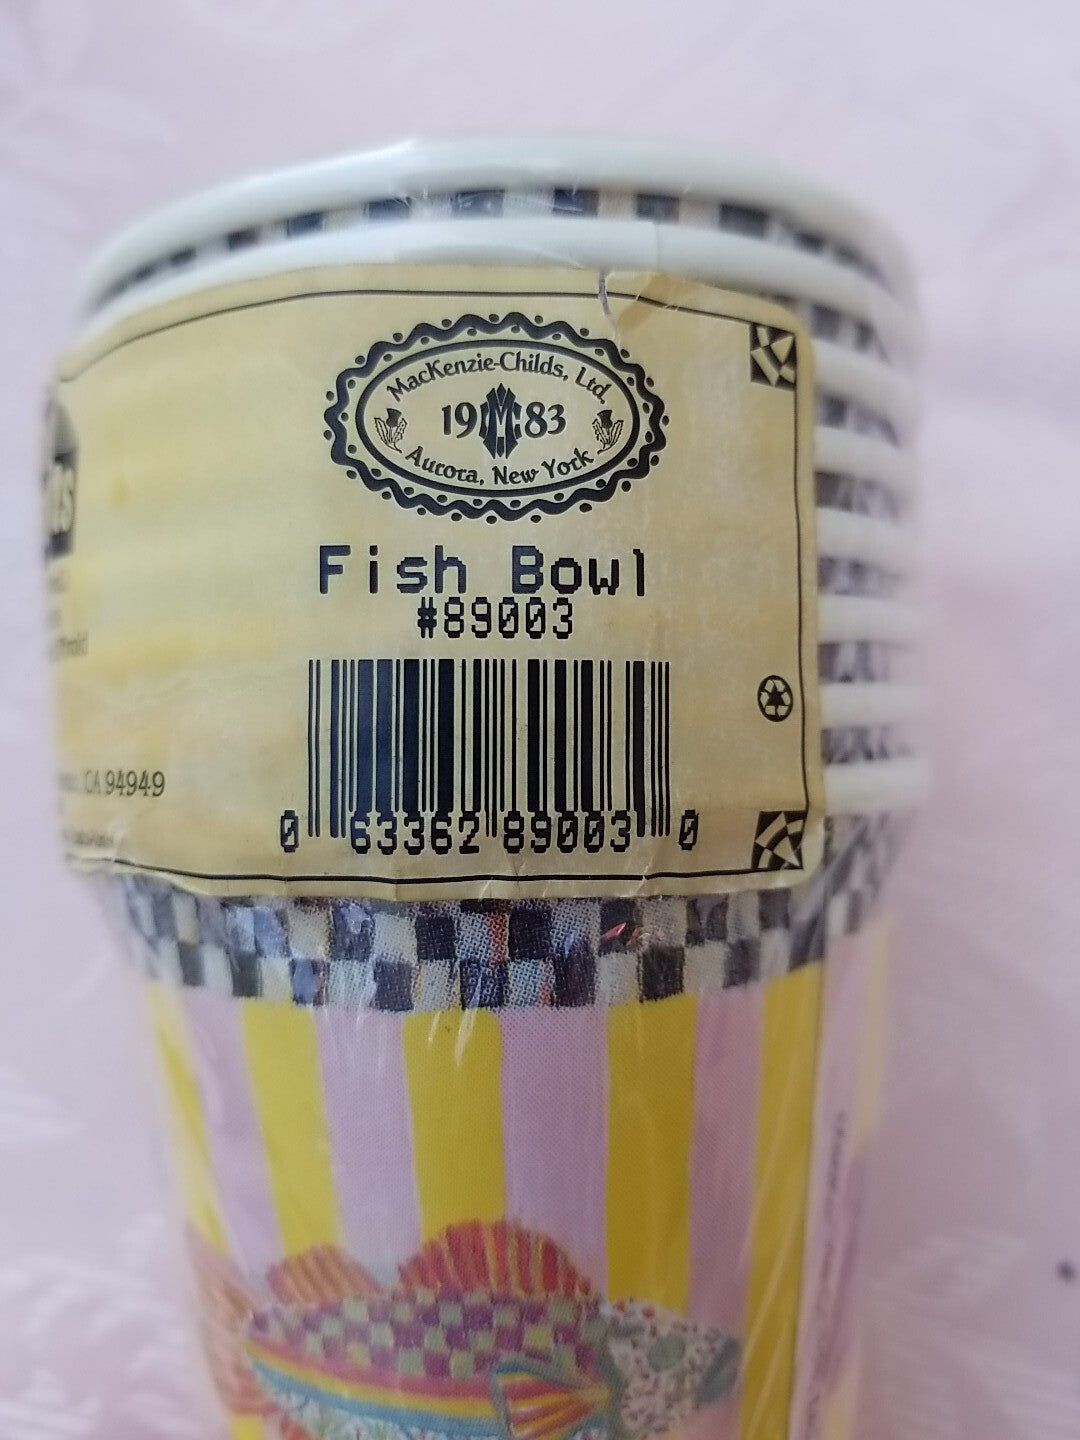 MacKenzie-Childs, Ltd.
19 83
Aurora, New York
Fish Bowl
#89003
CA 94949
0 63362 89003 0